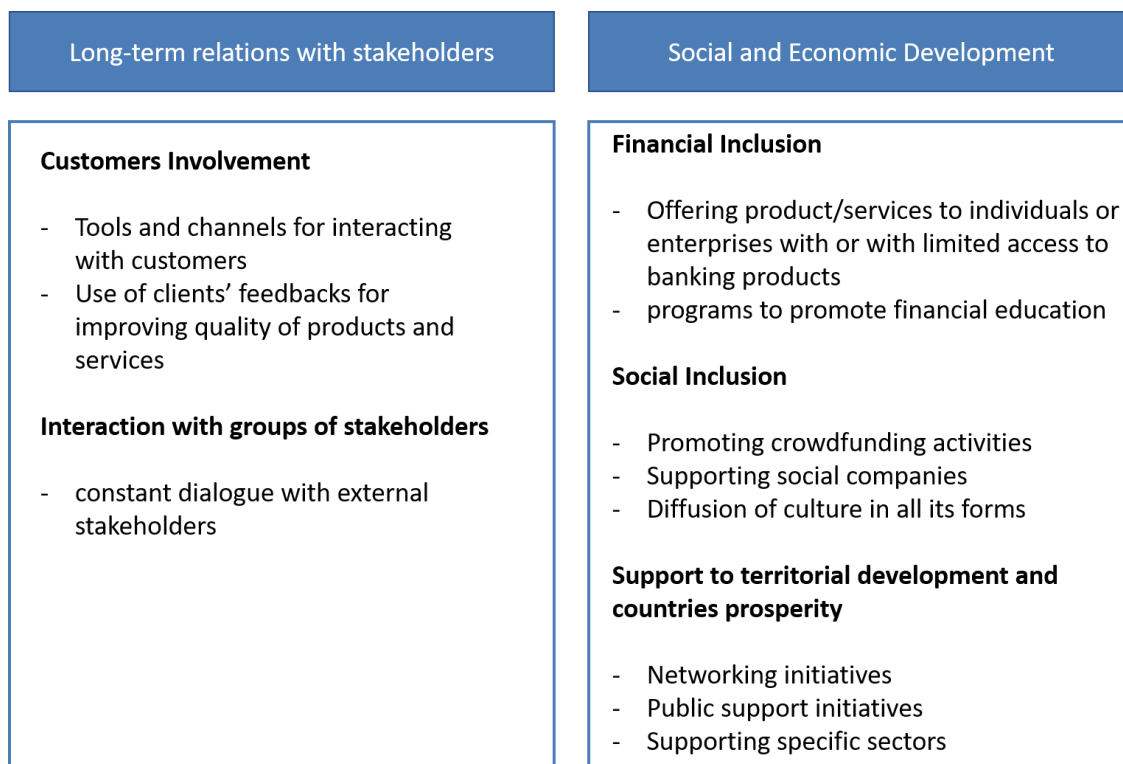 Long-term relations with stakeholders
Customers Involvement
- Tools and channels for interacting
with customers
- Use of clients’ feedbacks for
improving quality of products and
services
Interaction with groups of stakeholders
- constant dialogue with external
stakeholders
Social and Economic Development
Financial Inclusion
- Offering product/services to individuals or
enterprises with or with limited access to
banking products
- programs to promote financial education
Social Inclusion
- Promoting crowdfunding activities
- Supporting social companies
- Diffusion of culture in all its forms
Support to territorial development and
countries prosperity
- Networking initiatives
- Public support initiatives
- Supporting specific sectors